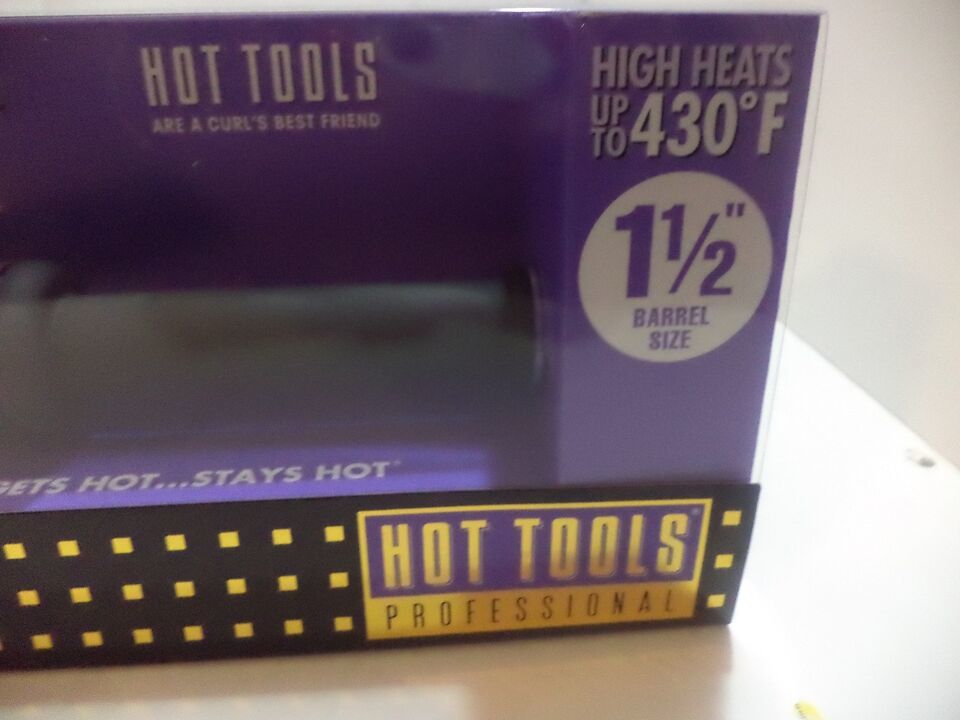 HOT TOOLS
ARE A CURL'S BEST FRIEND
HIGH HEATS
UP TO 430°F
1½"
BARREL
SIZE
GETS HOT...STAYS HOT
HOT TOOLS®
PROFESSIONAL